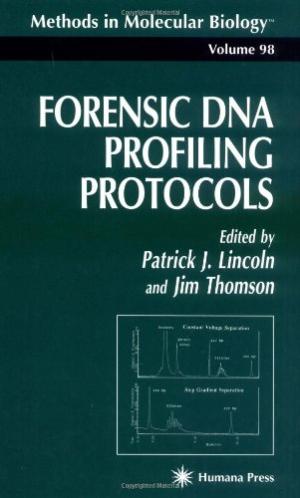 Methods in Molecular Biology™
Volume 98
FORENSIC DNA
PROFILING
PROTOCOLS
Edited by
Patrick J. Lincoln
and Jim Thomson
Constant Voltage Separation
Step Gradient Separation
Humana Press